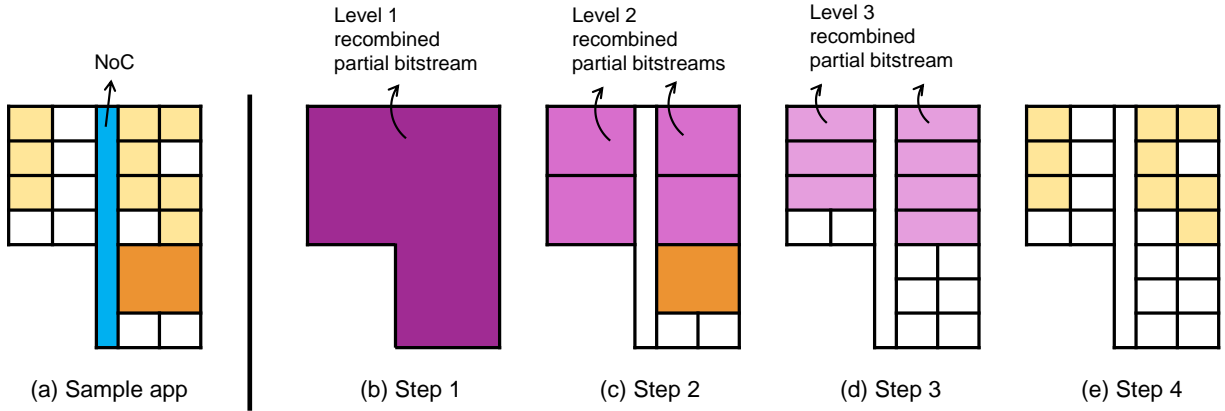 NoC
Level 1
recombined
partial bitstream
Level 2
recombined
partial bitstreams
Level 3
recombined
partial bitstream
(a) Sample app
(b) Step 1
(c) Step 2
(d) Step 3
(e) Step 4